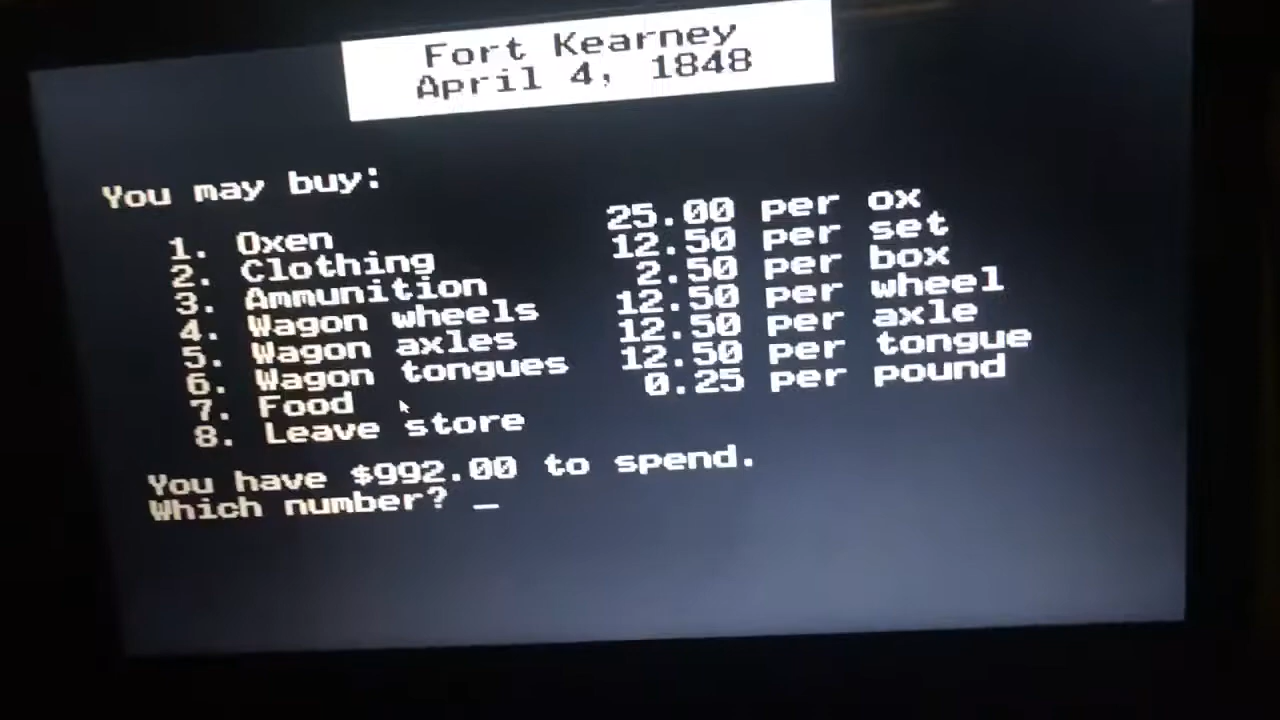 Fort Kearney
April 4, 1848
You may buy:
1. Oxen 25.00 per ox
2. Clothing 12.50 per set
3. Ammunition 2.50 per box
4. Wagon wheels 12.50 per wheel
5. Wagon axles 12.50 per axle
6. Wagon tongues 12.50 per tongue
7. Food 0.25 per pound
8. Leave store
You have $992.00 to spend.
Which number? _